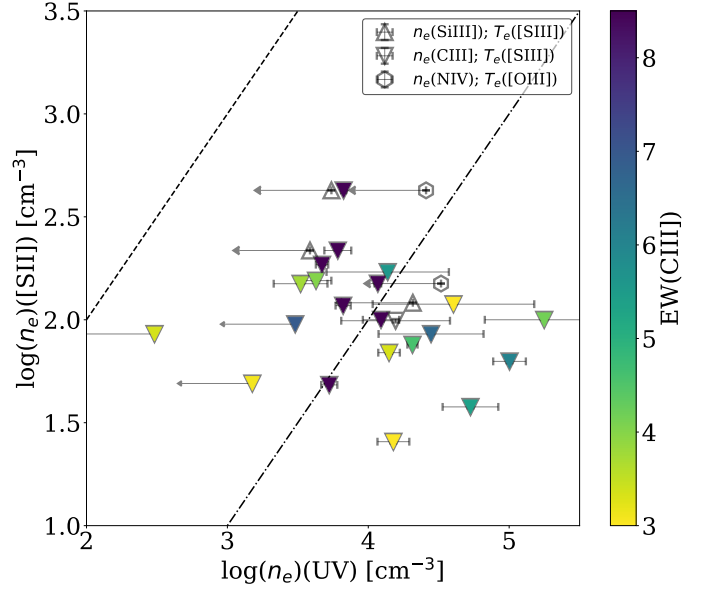 n_e(SiIII]); T_e([SIII])
n_e(CIII]; T_e([SIII])
n_e(NIV); T_e([OIII])
log(n_e)([SII]) [cm⁻³]
3.5
3.0
2.5
2.0
1.5
1.0
2
3
4
5
log(n_e)(UV) [cm⁻³]
8
7
6
5
4
3
EW(CIII])